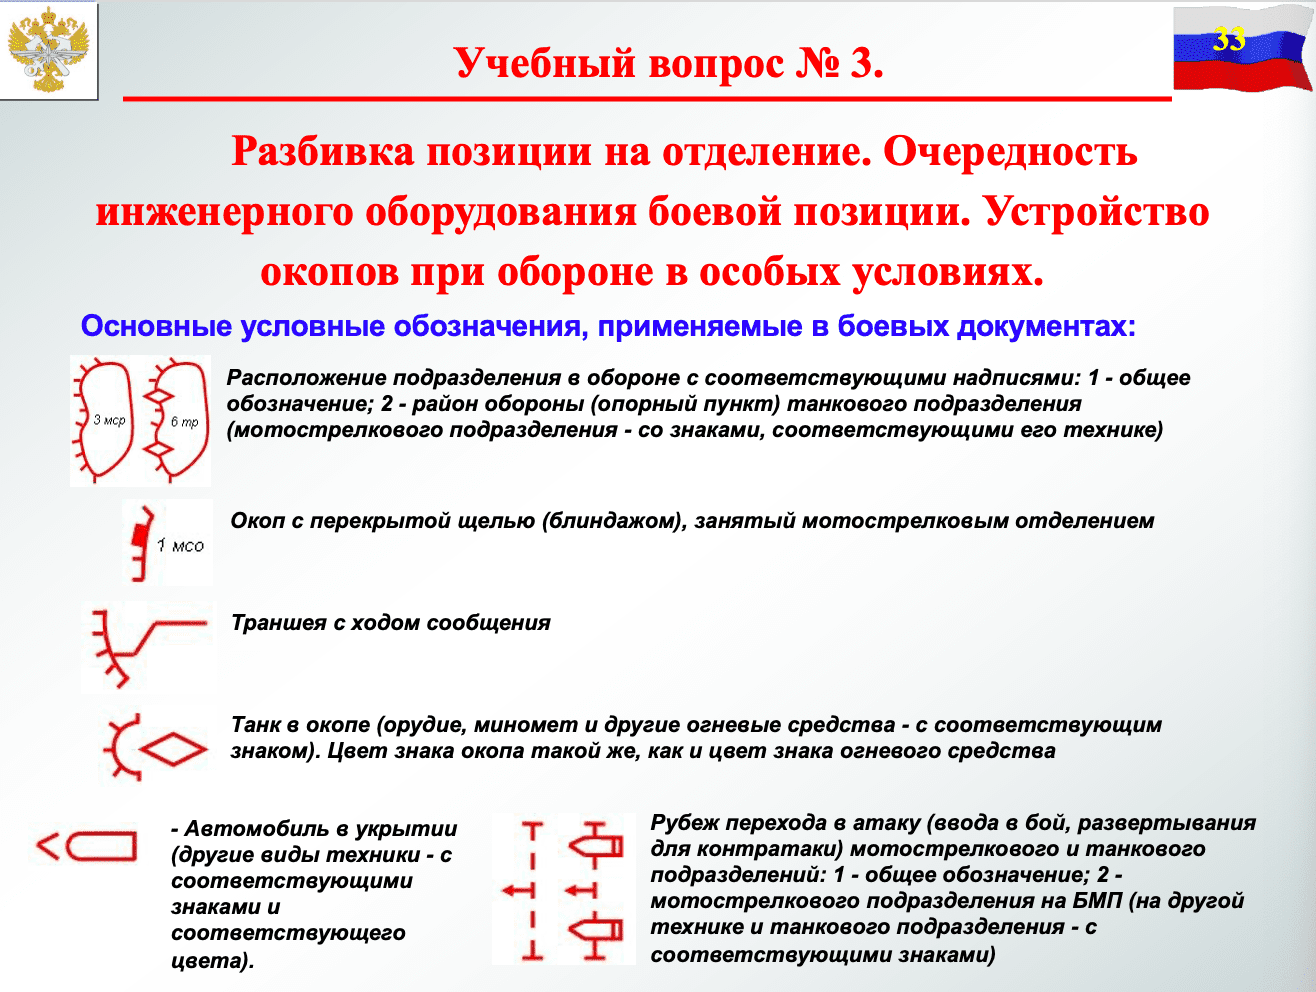 33
Учебный вопрос № 3.
Разбивка позиции на отделение. Очередность
инженерного оборудования боевой позиции. Устройство
окопов при обороне в особых условиях.
Основные условные обозначения, применяемые в боевых документах:
3 мср
6 тр
Расположение подразделения в обороне с соответствующими надписями: 1 - общее
обозначение; 2 - район обороны (опорный пункт) танкового подразделения
(мотострелкового подразделения - со знаками, соответствующими его технике)
1 мсо
Окоп с перекрытой щелью (блиндажом), занятый мотострелковым отделением
Траншея с ходом сообщения
Танк в окопе (орудие, миномет и другие огневые средства - с соответствующим
знаком). Цвет знака окопа такой же, как и цвет знака огневого средства
- Автомобиль в укрытии
(другие виды техники - с
соответствующими
знаками и
соответствующего
цвета).
Рубеж перехода в атаку (ввода в бой, развертывания
для контратаки) мотострелкового и танкового
подразделений: 1 - общее обозначение; 2 -
мотострелкового подразделения на БМП (на другой
технике и танкового подразделения - с
соответствующими знаками)